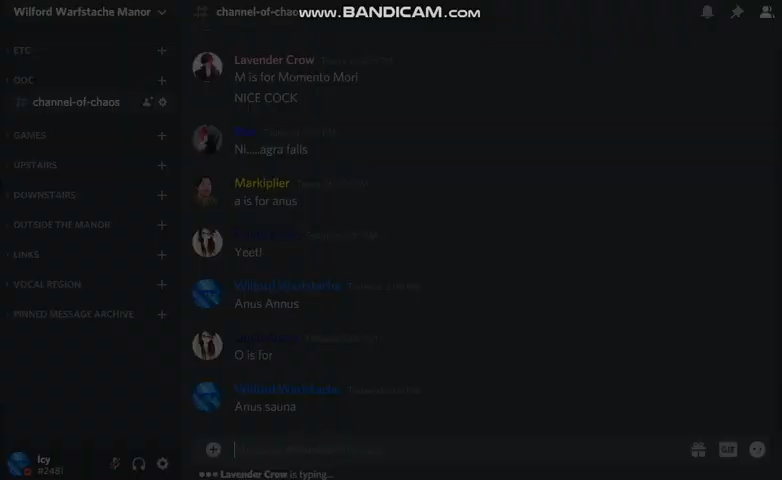 www.BANDICAM.com
Wilford Warfstache Manor
channel-of-chaos
ETC
OOC
channel-of-chaos
GAMES
UPSTAIRS
DOWNSTAIRS
OUTSIDE THE MANOR
LINKS
VOCAL REGION
PINNED MESSAGE ARCHIVE
Icy
#2481
Lavender Crow
M is for Momento Mori
NICE COCK
Ni.....agra falls
Markiplier
a is for anus
Yeet!
Wilford Warfstache
Anus Annus
O is for
Wilford Warfstache
Anus sauna
GIF
Lavender Crow is typing...